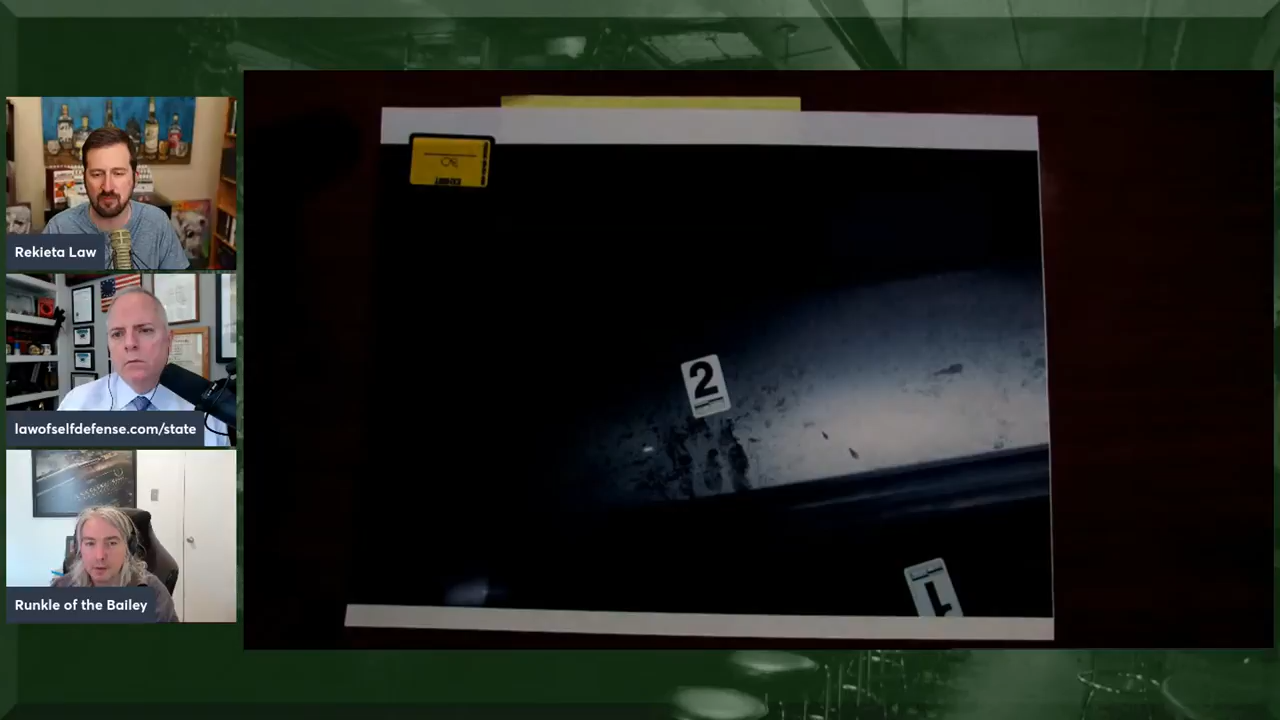 Rekieta Law
lawofselfdefense.com/state
Runkle of the Bailey
2
1